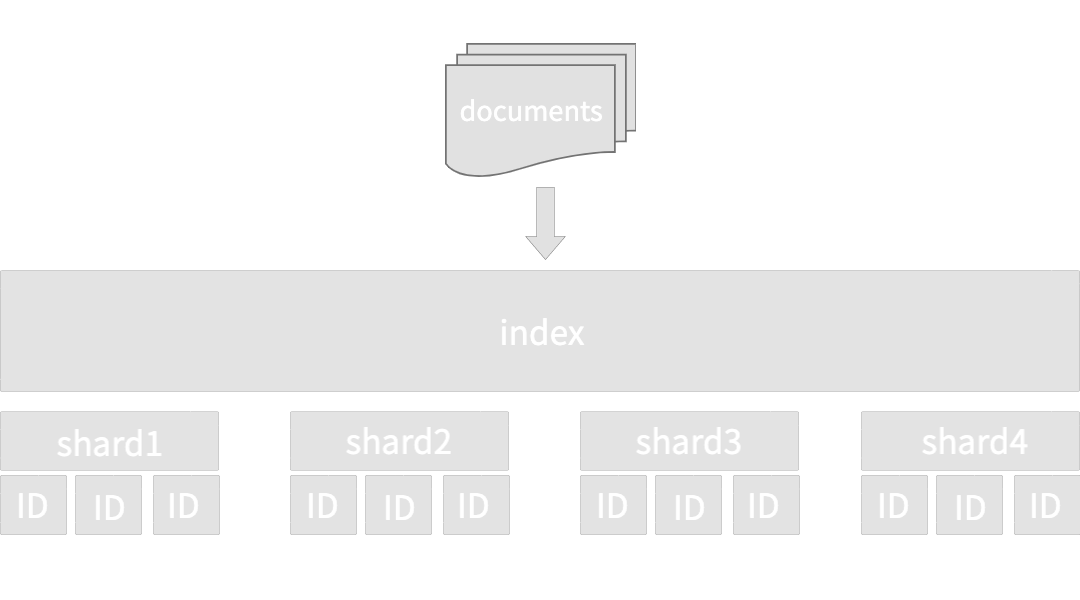 documents
index
shard1 shard2 shard3 shard4
ID ID ID ID ID ID ID ID ID ID ID ID